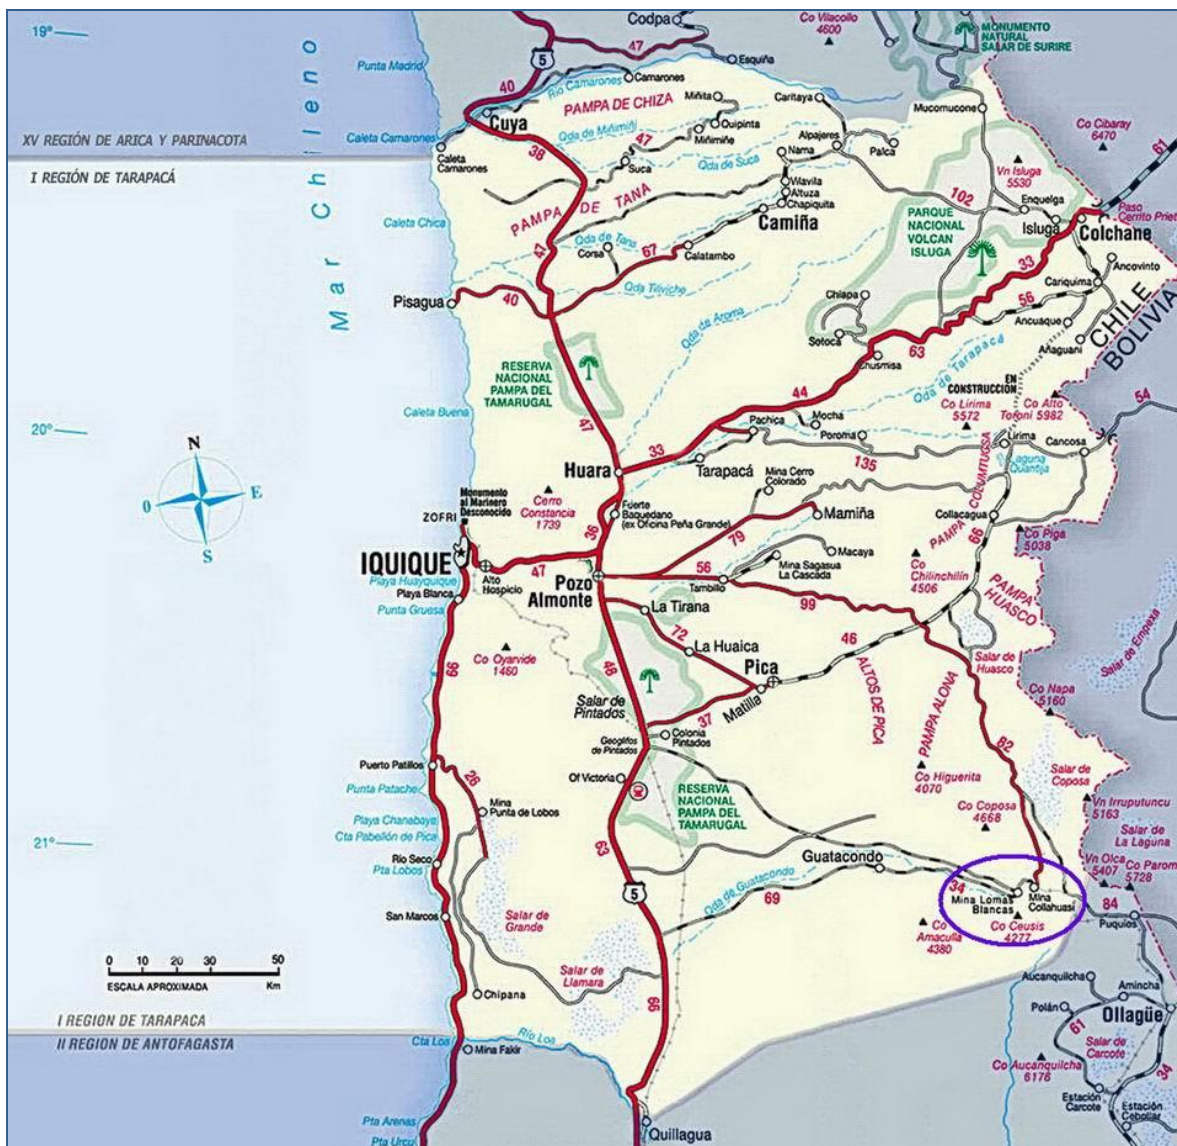 19°
20°
21°
Mar Chileno
XV REGIÓN DE ARICA Y PARINACOTA
I REGIÓN DE TARAPACÁ
Codpa
47
5
40
Esquiña
Co Vilacollo
4600
MONUMENTO
NATURAL
SALAR DE SURIRE
Punta Madrid
Río Camarones
Camarones
Cuya
PAMPA DE CHIZA
Miñita
Quipinta
Miñimiñe
Qda de Miñimiñi
47
Caritaya
Mucomucone
Co Cibaray
6470
61
Caleta Camarones
Caleta
Camarones
38
Suca
Qda de Suca
Alpajeres
Palca
Nama
Vilavila
Altuza
Chapiquita
Camiña
Vn Isluga
5530
102
Enquelga
Isluga
Colchane
Paso
Cerrito Prieto
PAMPA DE TANA
PARQUE
NACIONAL
VOLCAN
ISLUGA
Caleta Chica
47
Qda de Tana
Corsa
67
Calatambo
33
Ancovinto
Cariquima
56
Ancuaque
Añaguani
CHILE
BOLIVIA
Pisagua
40
Qda Tiliviche
Qda de Aroma
Chiapa
Sotoca
Chusmisa
63
RESERVA
NACIONAL
PAMPA DEL
TAMARUGAL
Qda de Tarapacá
44
EN
CONSTRUCCIÓN
Co Lirima
5572
Co Alto
Toroni 5982
54
Caleta Buena
47
Pachica
Mocha
Poroma
Lirima
Cancosa
Laguna
Quantija
N
O
E
S
Huara
33
Tarapacá
135
Mina Cerro
Colorado
PAMPA COLUMTUCSA
Monumento
al Marinero
Desconocido
ZOFRI
Cerro
Constancia
1739
36
Fuerte
Baquedano
(ex Oficina Peña Grande)
Mamiña
79
Collacagua
66
Co Piga
5038
IQUIQUE
47
Alto
Hospicio
Playa Huayquique
Playa Blanca
Punta Gruesa
Pozo
Almonte
56
Tambillo
Mina Sagasua
La Cascada
Macaya
Co
Chilinchilín
4506
PAMPA
HUASCO
99
La Tirana
72
La Huaica
46
Salar de
Huasco
Salar de Empexa
66
Co Oyarvide
1460
48
Pica
Matilla
37
ALTOS DE PICA
PAMPA ALONA
Co Napa
5160
Salar de
Pintados
Geoglifos
de Pintados
Colonia
Pintados
82
Puerto Patillos
26
Of Victoria
Co Higuerita
4070
Salar de
Coposa
Punta Patache
Mina
Punta de Lobos
RESERVA
NACIONAL
PAMPA DEL
TAMARUGAL
Co Coposa
4668
Vn Irruputuncu
5163
Salar de
La Laguna
Playa Chanabaya
Cta Pabellón de Pica
63
Río Seco
Pta Lobos
Guatacondo
Vn Olca
5407
Co Paroma
5728
5
Qda de Guatacondo
69
34
Mina Lomas
Blancas
Mina
Collahuasi
84
Puquios
San Marcos
Salar de
Grande
Co
Amaculla
4380
Co Ceusis
4277
0 10 20 30 40 50
ESCALA APROXIMADA
Km
Salar de
Llamara
Chipana
66
Aucanquilcha
Amincha
Polán
Ollagüe
I REGION DE TARAPACA
II REGION DE ANTOFAGASTA
Cta Loa
Río Loa
Mina Fakir
61
Salar de
Carcote
Co Aucanquilcha
6176
34
Estación
Carcote
Estación
Cebollar
Pta Arenas
Pta Urcu
Quillagua